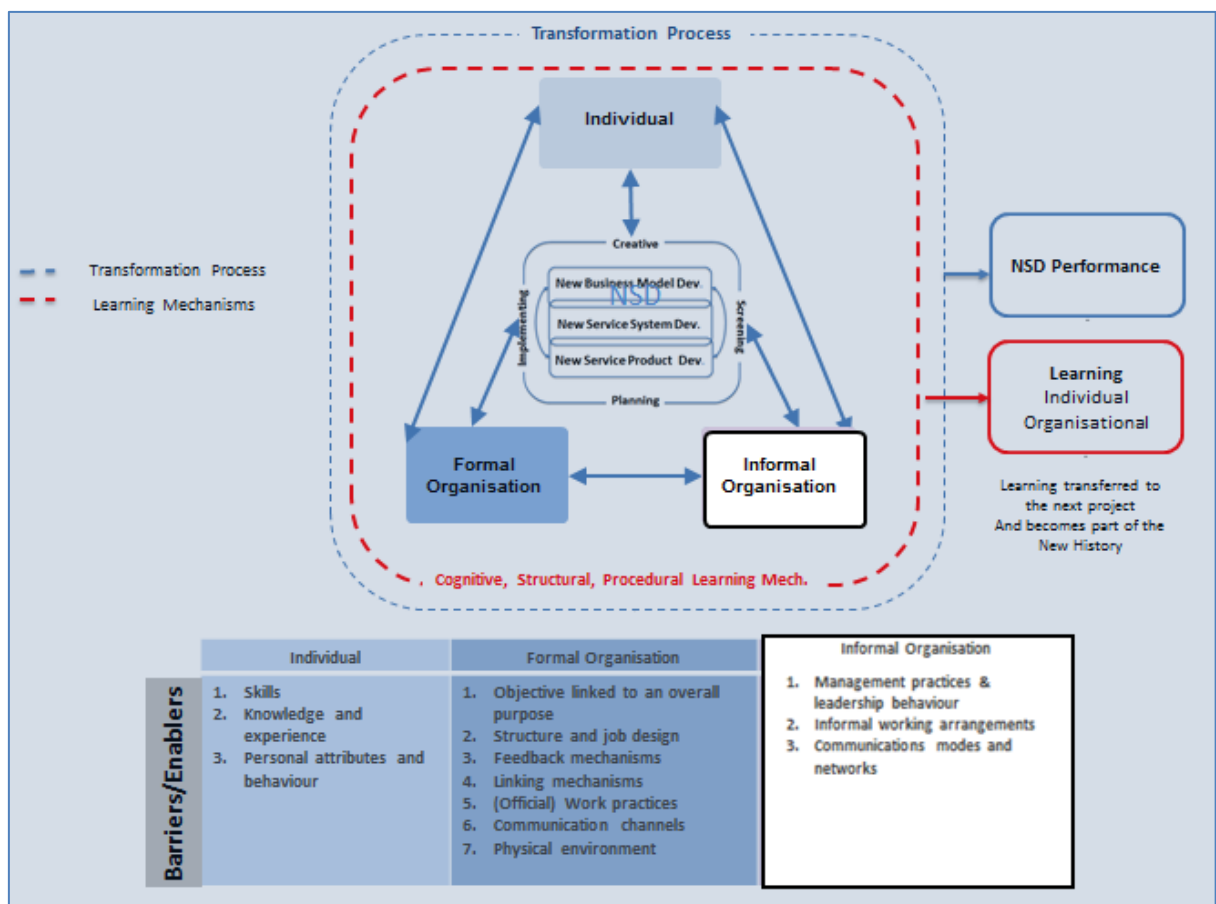 Transformation Process
Individual
Creative
New Business Model Dev.
NSD
New Service System Dev.
New Service Product Dev.
Implementing
Screening
Planning
Formal
Organisation
Informal
Organisation
. Cognitive, Structural, Procedural Learning Mech.
Transformation Process
Learning Mechanisms
NSD Performance
Learning
Individual
Organisational
Learning transferred to
the next project
And becomes part of the
New History
Barriers/Enablers
Individual
1. Skills
2. Knowledge and
experience
3. Personal attributes and
behaviour
Formal Organisation
1. Objective linked to an overall
purpose
2. Structure and job design
3. Feedback mechanisms
4. Linking mechanisms
5. (Official) Work practices
6. Communication channels
7. Physical environment
Informal Organisation
1. Management practices &
leadership behaviour
2. Informal working arrangements
3. Communications modes and
networks